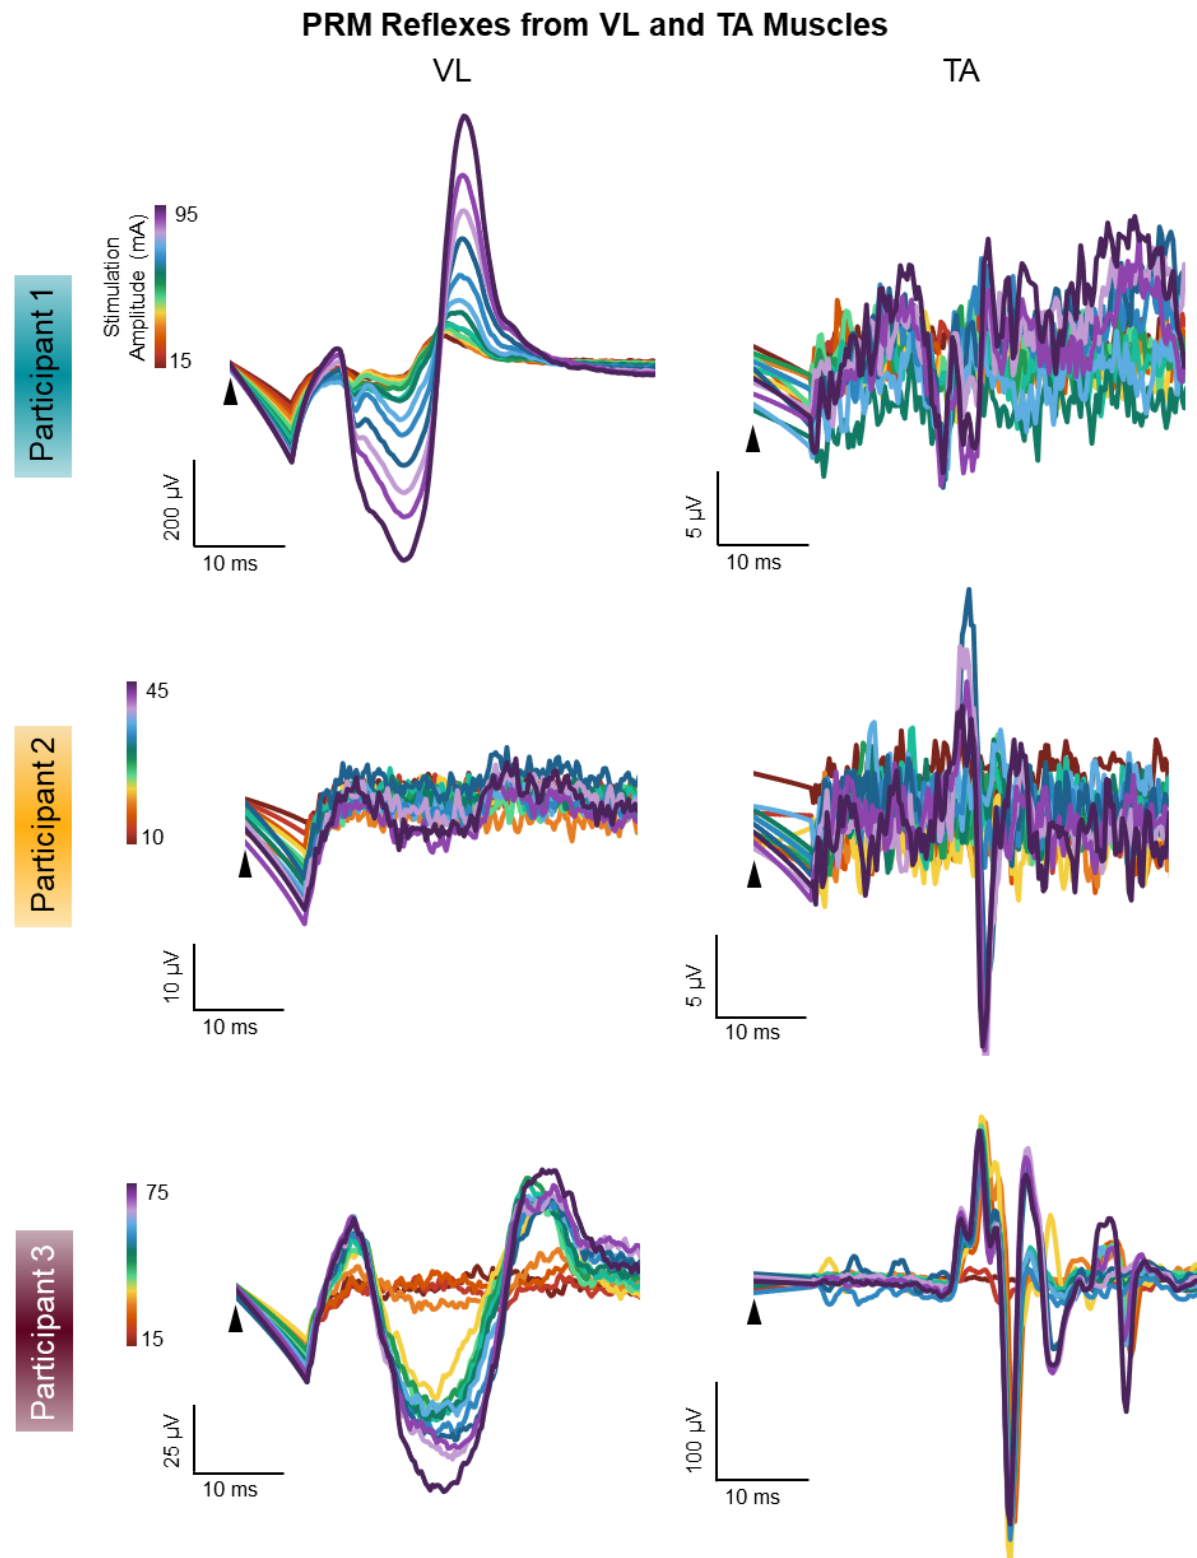 PRM Reflexes from VL and TA Muscles
VL
TA
Participant 1
Stimulation
Amplitude (mA)
95
15
200 µV
10 ms
5 µV
10 ms
Participant 2
45
10
10 µV
10 ms
5 µV
10 ms
Participant 3
75
15
25 µV
10 ms
100 µV
10 ms